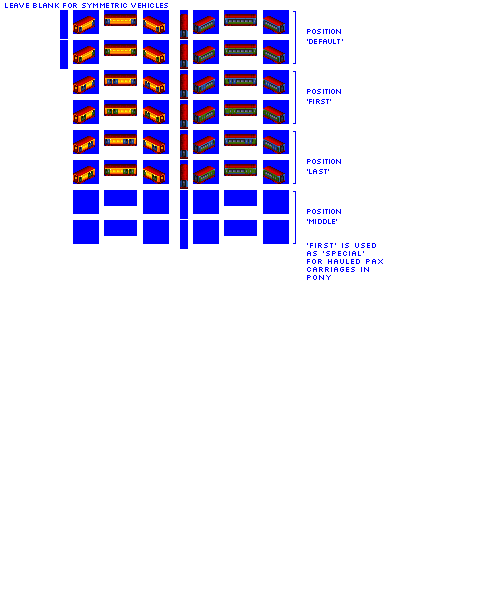 LEAVE BLANK FOR SYMMETRIC VEHICLES
POSITION
'DEFAULT'
POSITION
'FIRST'
POSITION
'LAST'
POSITION
'MIDDLE'
'FIRST' IS USED
AS 'SPECIAL'
FOR HAULED PAX
CARRIAGES IN
PONY